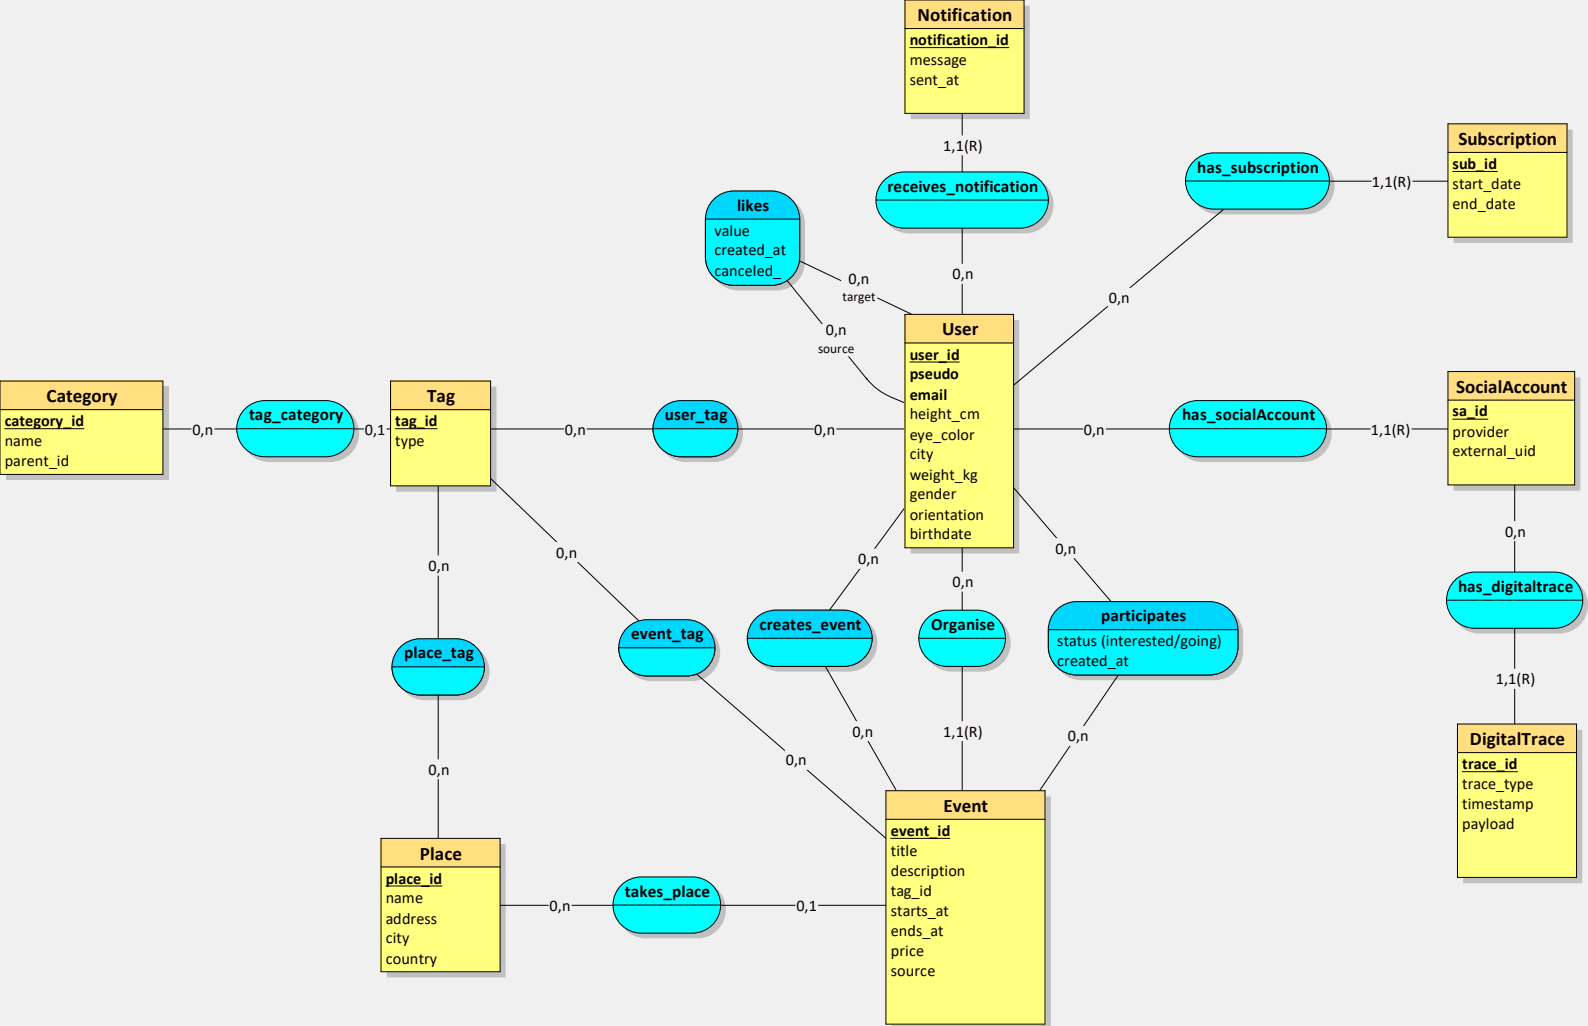 Notification
notification_id
message
sent_at
1,1(R)
receives_notification
0,n
Subscription
sub_id
start_date
end_date
1,1(R)
has_subscription
0,n
likes
value
created_at
canceled_
0,n
target
0,n
source
User
user_id
pseudo
email
height_cm
eye_color
city
weight_kg
gender
orientation
birthdate
Category
category_id
name
parent_id
0,n
tag_category
0,1
Tag
tag_id
type
0,n
user_tag
0,n
0,n
has_socialAccount
1,1(R)
SocialAccount
sa_id
provider
external_uid
0,n
has_digitaltrace
1,1(R)
DigitalTrace
trace_id
trace_type
timestamp
payload
0,n
place_tag
0,n
0,n
event_tag
0,n
0,n
creates_event
0,n
0,n
Organise
1,1(R)
0,n
participates
status (interested/going)
created_at
0,n
Place
place_id
name
address
city
country
0,n
takes_place
0,1
Event
event_id
title
description
tag_id
starts_at
ends_at
price
source